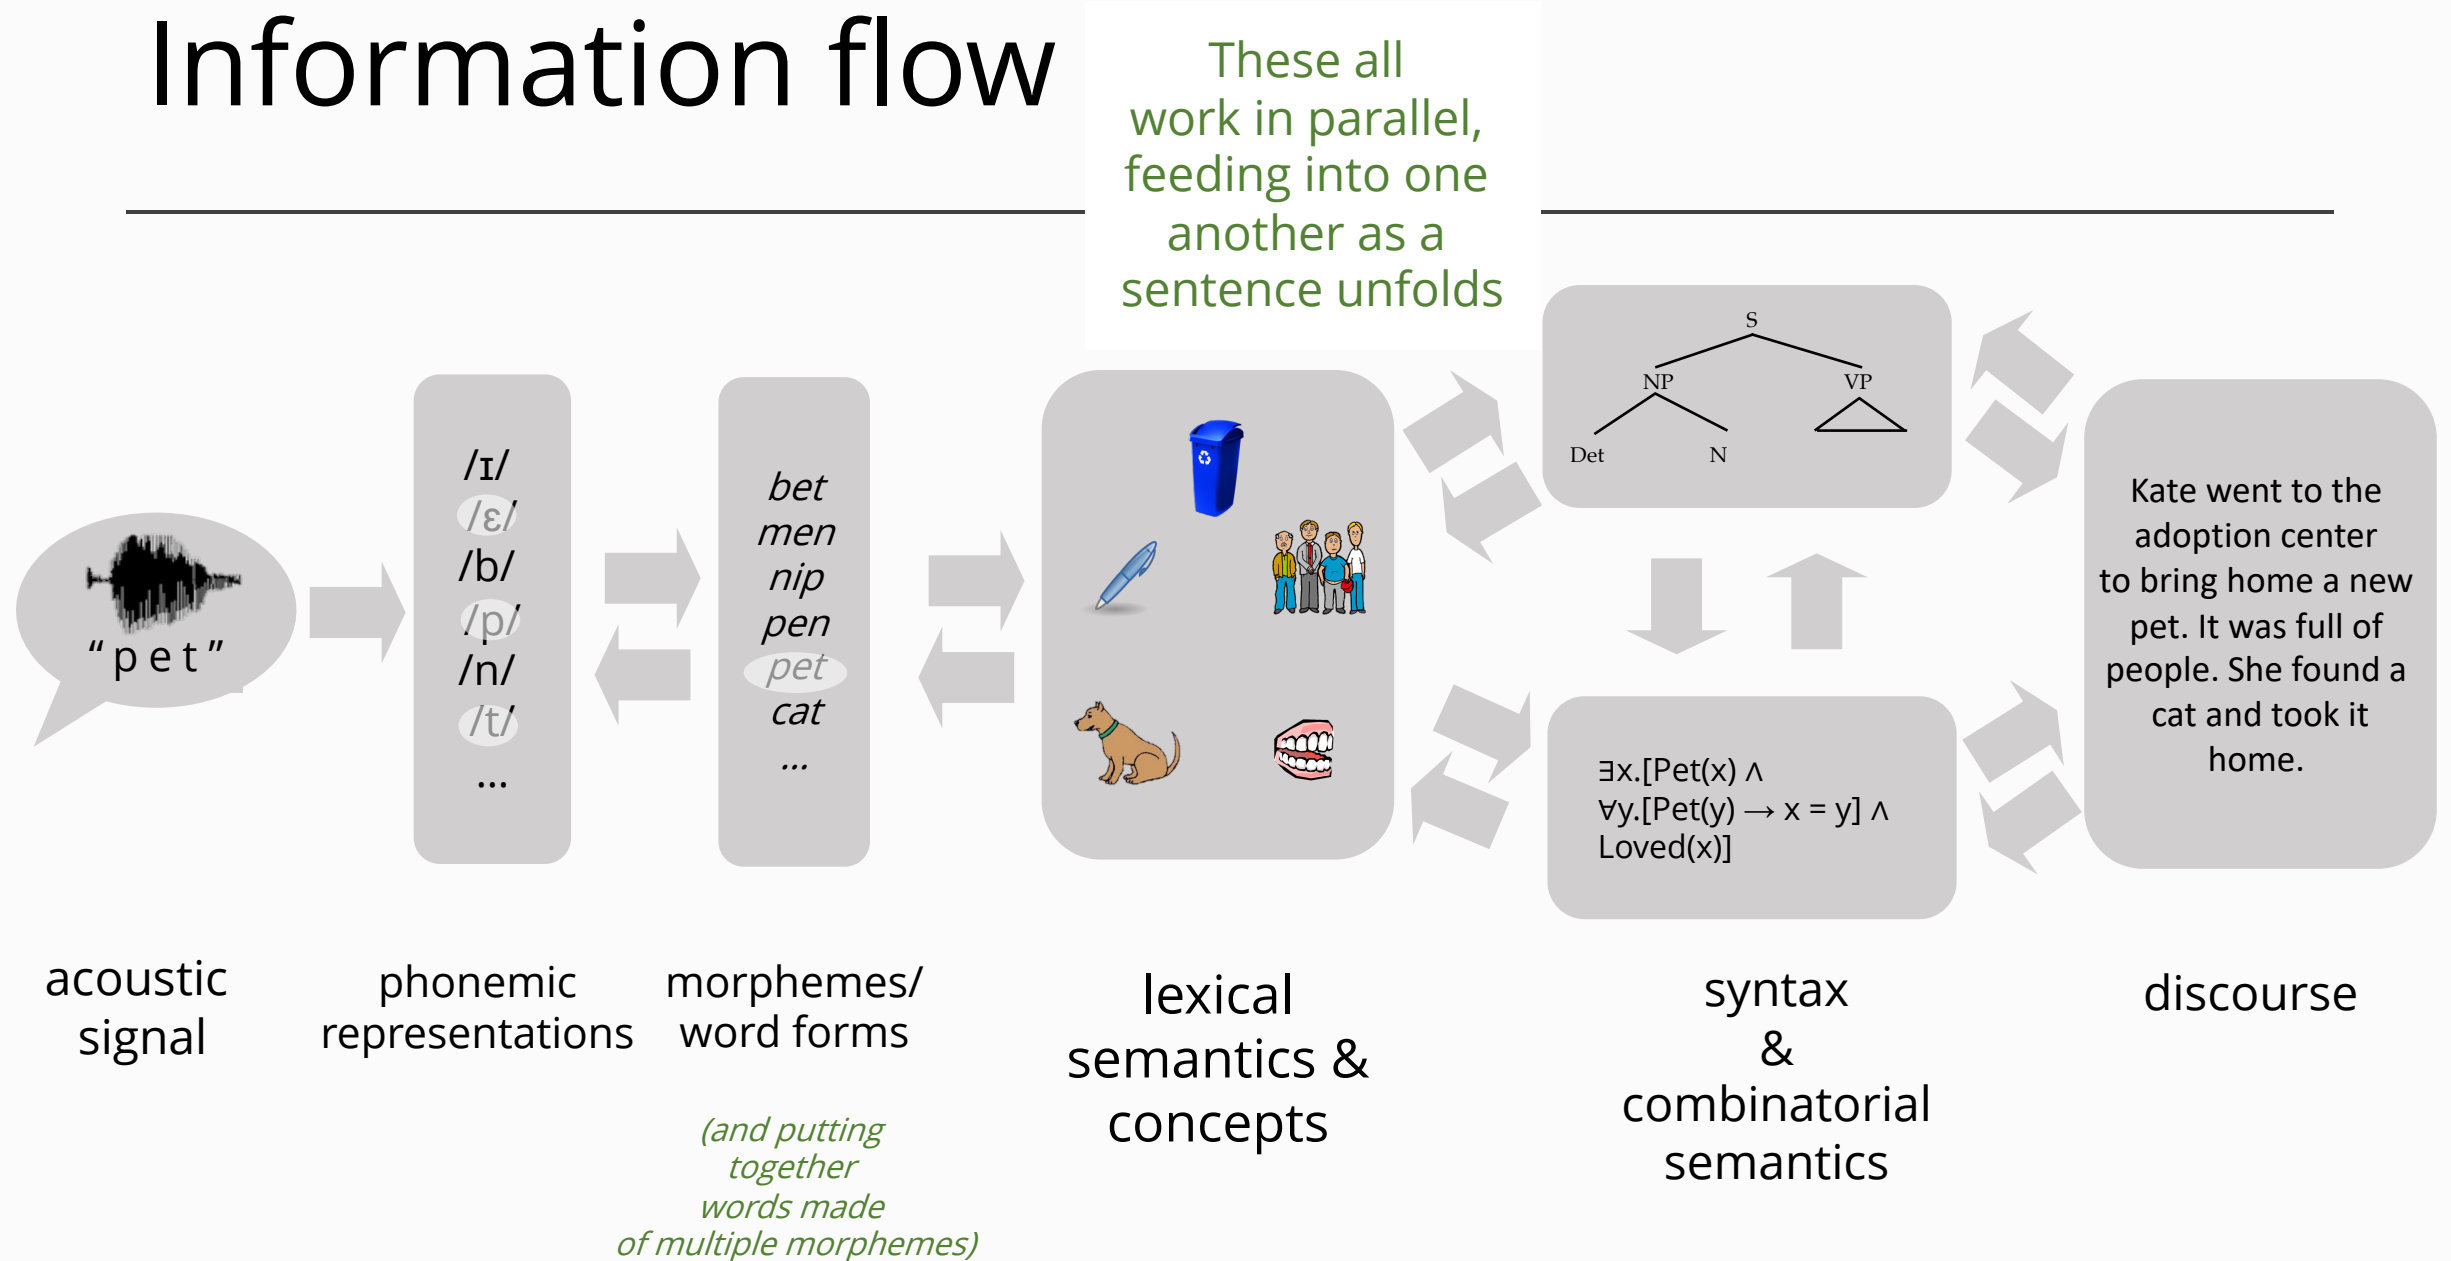 Information flow
These all
work in parallel,
feeding into one
another as a
sentence unfolds
“pet”
/ɪ/
/ɛ/
/b/
/p/
/n/
/t/
...
bet
men
nip
pen
pet
cat
...
S
NP VP
Det N
∃x.[Pet(x) ∧
∀y.[Pet(y) → x = y] ∧
Loved(x)]
Kate went to the
adoption center
to bring home a new
pet. It was full of
people. She found a
cat and took it
home.
acoustic
signal
phonemic
representations
morphemes/
word forms
(and putting
together
words made
of multiple morphemes)
lexical
semantics &
concepts
syntax
&
combinatorial
semantics
discourse